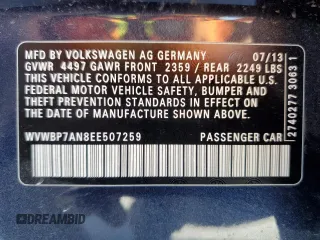 MFD BY VOLKSWAGEN AG GERMANY 07/13
GVWR 4497 GAWR FRONT 2359 / REAR 2249 LBS
THIS VEHICLE CONFORMS TO ALL APPLICABLE U.S.
FEDERAL MOTOR VEHICLE SAFETY, BUMPER, AND
THEFT PREVENTION STANDARDS IN EFFECT ON THE
DATE OF MANUFACTURE SHOWN ABOVE
WVWBP7AN8EE507259 PASSENGER CAR
2740277 30631
DREAMBID